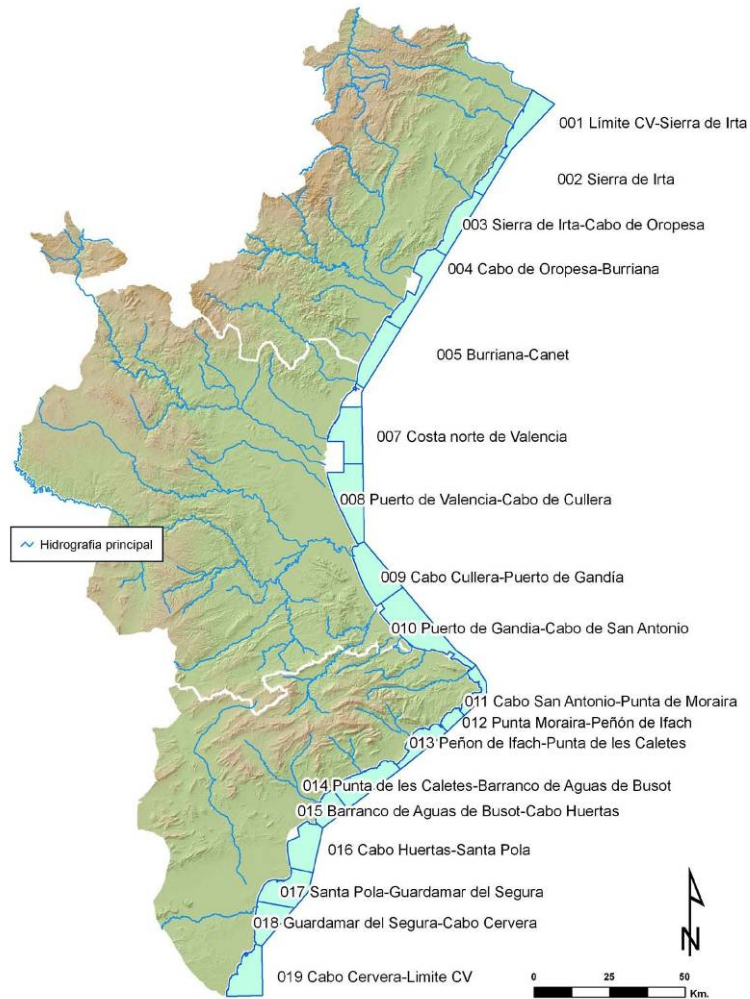 001 Límite CV-Sierra de Irta
002 Sierra de Irta
003 Sierra de Irta-Cabo de Oropesa
004 Cabo de Oropesa-Burriana
005 Burriana-Canet
007 Costa norte de Valencia
008 Puerto de Valencia-Cabo de Cullera
Hidrografia principal
009 Cabo Cullera-Puerto de Gandía
010 Puerto de Gandia-Cabo de San Antonio
011 Cabo San Antonio-Punta de Moraira
012 Punta Moraira-Peñón de Ifach
013 Peñon de Ifach-Punta de les Caletes
014 Punta de les Caletes-Barranco de Aguas de Busot
015 Barranco de Aguas de Busot-Cabo Huertas
016 Cabo Huertas-Santa Pola
017 Santa Pola-Guardamar del Segura
018 Guardamar del Segura-Cabo Cervera
N
019 Cabo Cervera-Limite CV
0 25 50
Km.